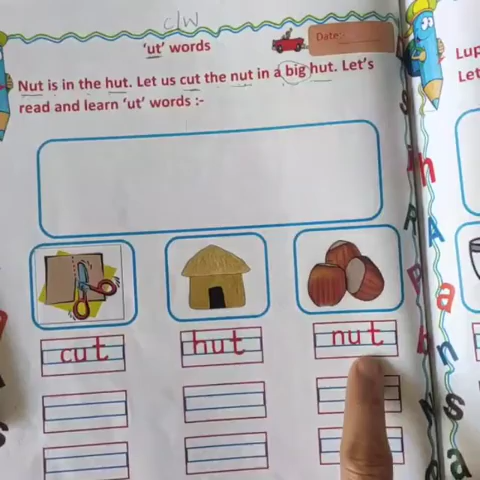 c/w
'ut' words
Date:
Nut is in the hut. Let us cut the nut in a big hut. Let's
read and learn 'ut' words :-
cut hut nut
Lup
Let